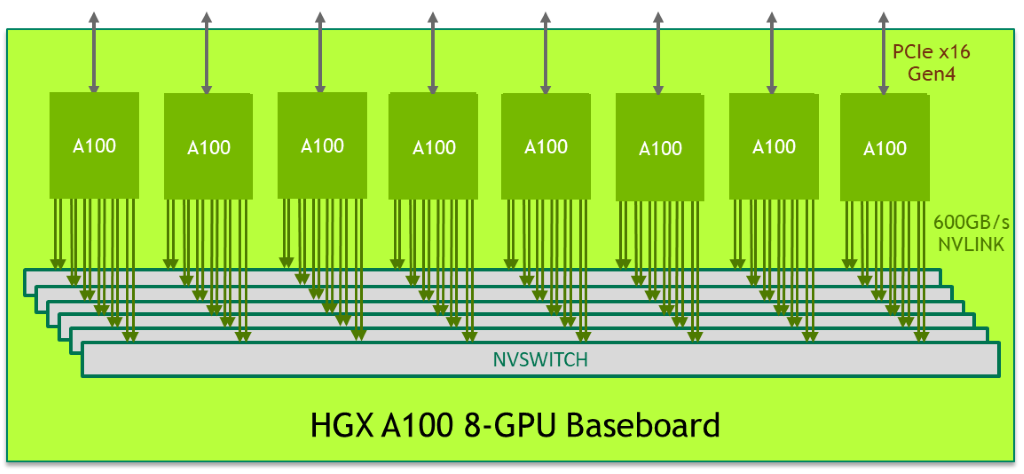 PCIe x16
Gen4
A100
A100
A100
A100
A100
A100
A100
A100
600GB/s
NVLINK
NVSWITCH
HGX A100 8-GPU Baseboard